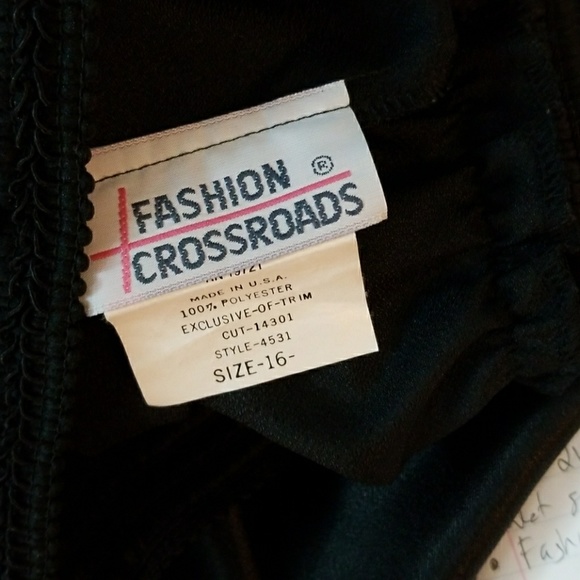 FASHION ®
CROSSROADS
MADE IN U.S.A.
100% POLYESTER
EXCLUSIVE-OF-TRIM
CUT-14301
STYLE-4531
SIZE-16-